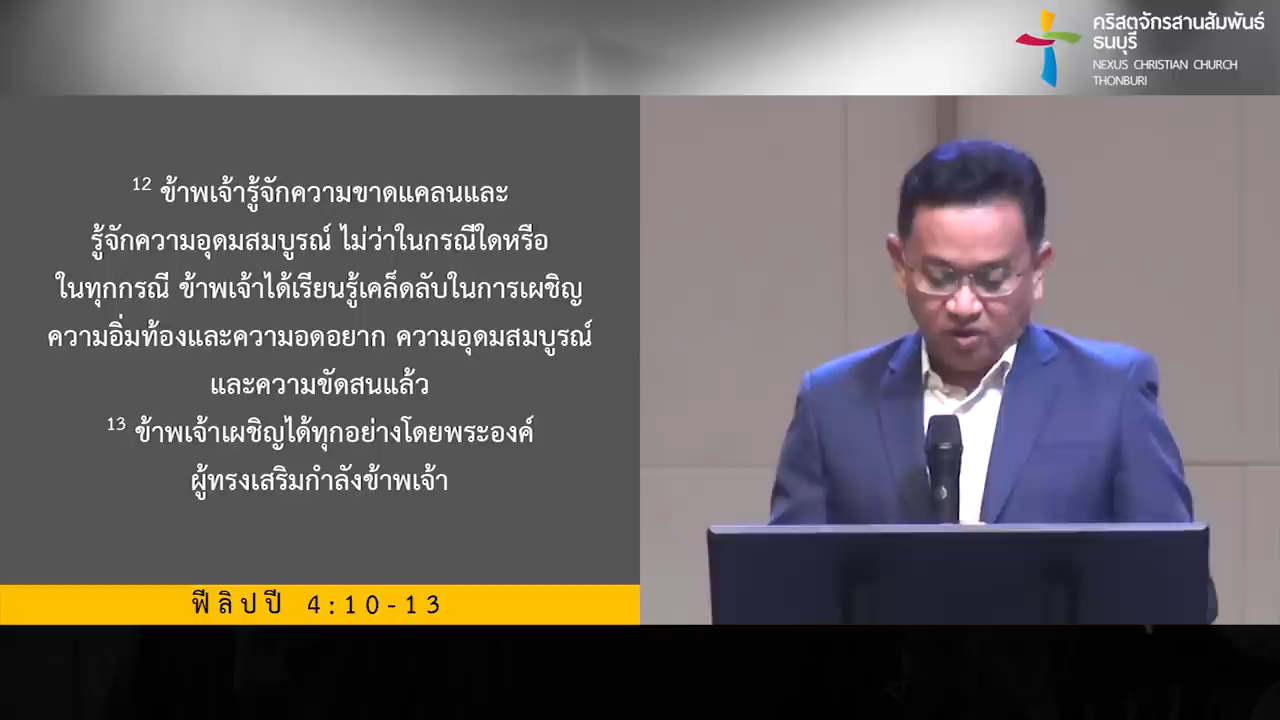 คริสตจักรสานสัมพันธ์
ธนบุรี
NEXUS CHRISTIAN CHURCH
THONBURI
12 ข้าพเจ้ารู้จักความขาดแคลนและ
รู้จักความอุดมสมบูรณ์ ไม่ว่าในกรณีใดหรือ
ในทุกกรณี ข้าพเจ้าได้เรียนรู้เคล็ดลับในการเผชิญ
ความอิ่มท้องและความอดอยาก ความอุดมสมบูรณ์
และความขัดสนแล้ว
13 ข้าพเจ้าเผชิญได้ทุกอย่างโดยพระองค์
ผู้ทรงเสริมกำลังข้าพเจ้า
ฟีลิปปี 4:10-13